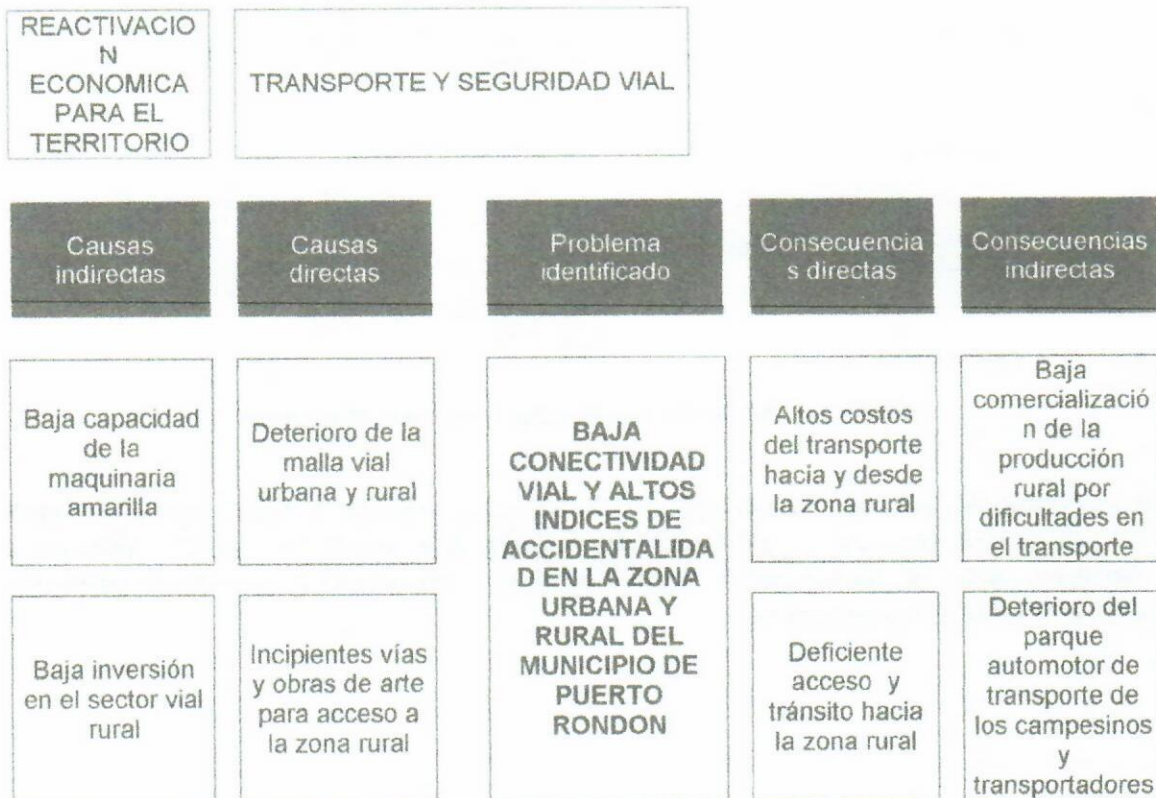 REACTIVACIO
N
ECONOMICA
PARA EL
TERRITORIO
TRANSPORTE Y SEGURIDAD VIAL
Causas
indirectas
Causas
directas
Problema
identificado
Consecuencia
s directas
Consecuencias
indirectas
Baja capacidad
de la
maquinaria
amarilla
Deterioro de la
malla vial
urbana y rural
BAJA
CONECTIVIDAD
VIAL Y ALTOS
INDICES DE
ACCIDENTALIDA
D EN LA ZONA
URBANA Y
RURAL DEL
MUNICIPIO DE
PUERTO
RONDON
Altos costos
del transporte
hacia y desde
la zona rural
Baja
comercializació
n de la
producción
rural por
dificultades en
el transporte
Baja inversión
en el sector vial
rural
Incipientes vías
y obras de arte
para acceso a
la zona rural
Deficiente
acceso y
tránsito hacia
la zona rural
Deterioro del
parque
automotor de
transporte de
los campesinos
y
transportadores